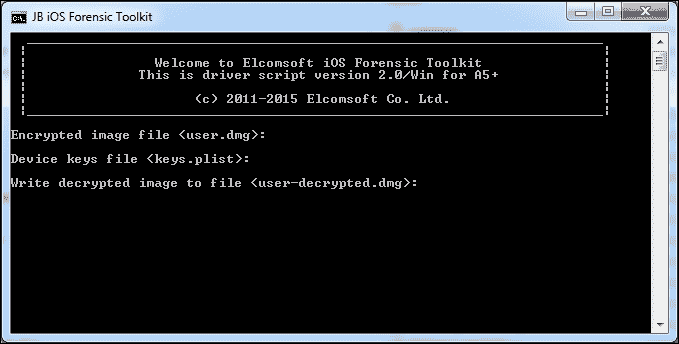 JB iOS Forensic Toolkit
Welcome to Elcomsoft iOS Forensic Toolkit
This is driver script version 2.0/Win for A5+
(c) 2011-2015 Elcomsoft Co. Ltd.
Encrypted image file <user.dmg>:
Device keys file <keys.plist>:
Write decrypted image to file <user-decrypted.dmg>: